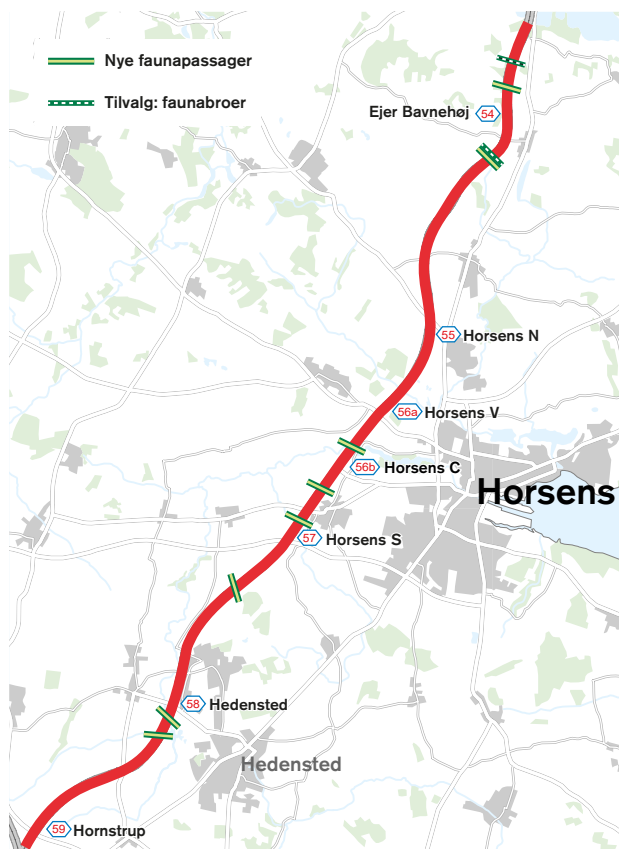 Nye faunapassager
Tilvalg: faunabroer
Ejer Bavnehøj 54
55 Horsens N
56a Horsens V
56b Horsens C
Horsens
57 Horsens S
58 Hedensted
Hedensted
59 Hornstrup